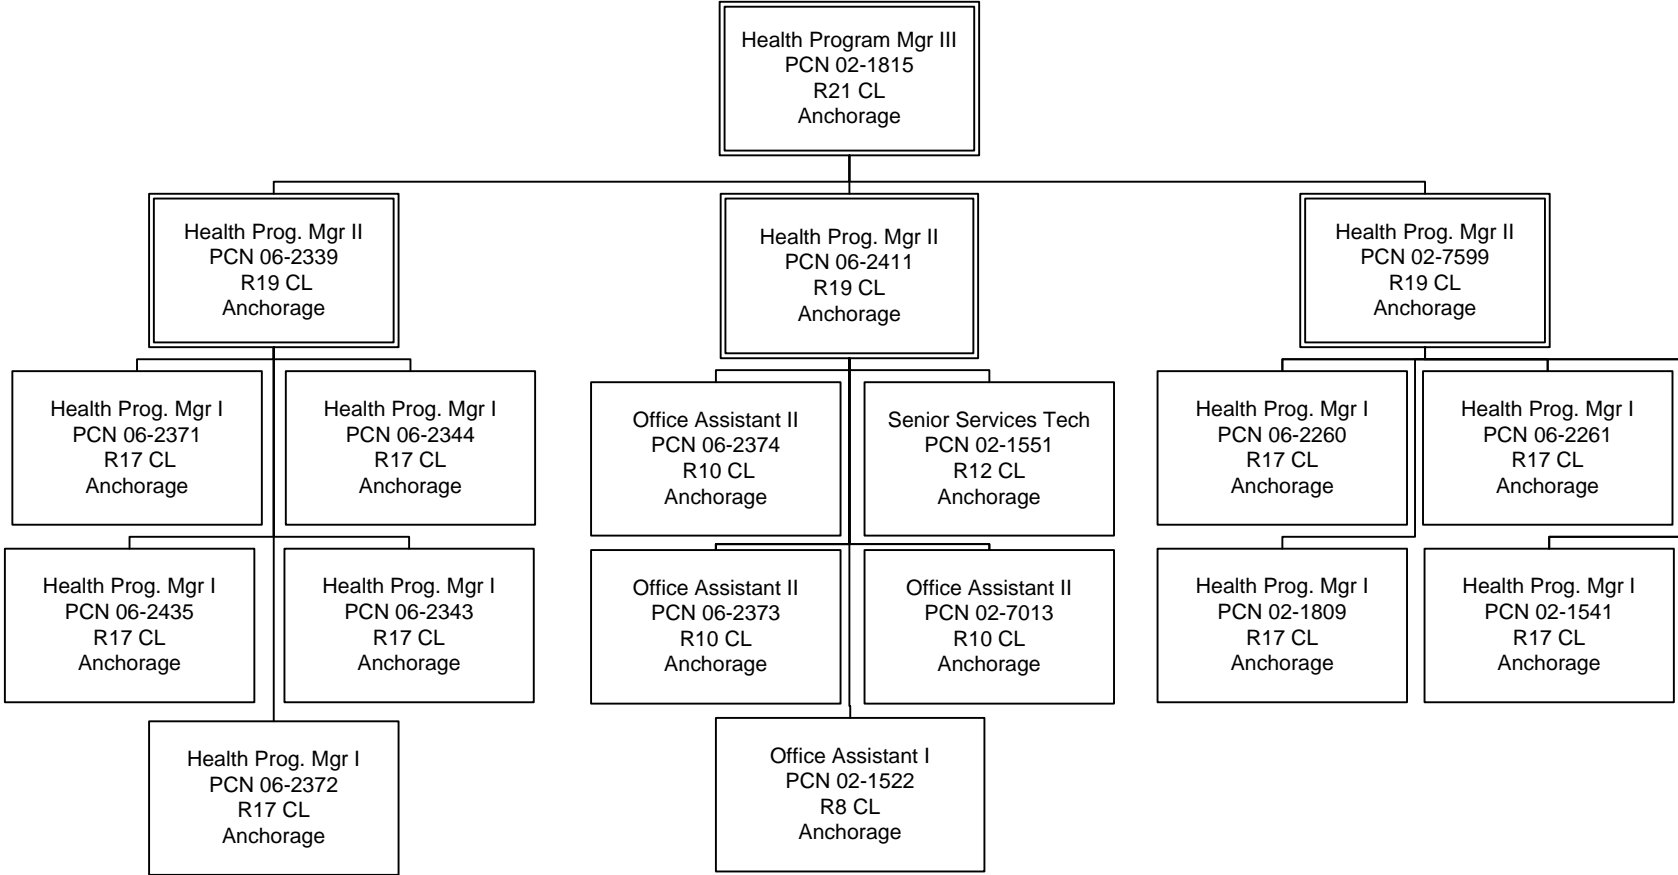 Health Program Mgr III
PCN 02-1815
R21 CL
Anchorage
Health Prog. Mgr II
PCN 06-2339
R19 CL
Anchorage
Health Prog. Mgr II
PCN 06-2411
R19 CL
Anchorage
Health Prog. Mgr II
PCN 02-7599
R19 CL
Anchorage
Health Prog. Mgr I
PCN 06-2371
R17 CL
Anchorage
Health Prog. Mgr I
PCN 06-2344
R17 CL
Anchorage
Office Assistant II
PCN 06-2374
R10 CL
Anchorage
Senior Services Tech
PCN 02-1551
R12 CL
Anchorage
Health Prog. Mgr I
PCN 06-2260
R17 CL
Anchorage
Health Prog. Mgr I
PCN 06-2261
R17 CL
Anchorage
Health Prog. Mgr I
PCN 06-2435
R17 CL
Anchorage
Health Prog. Mgr I
PCN 06-2343
R17 CL
Anchorage
Office Assistant II
PCN 06-2373
R10 CL
Anchorage
Office Assistant II
PCN 02-7013
R10 CL
Anchorage
Health Prog. Mgr I
PCN 02-1809
R17 CL
Anchorage
Health Prog. Mgr I
PCN 02-1541
R17 CL
Anchorage
Health Prog. Mgr I
PCN 06-2372
R17 CL
Anchorage
Office Assistant I
PCN 02-1522
R8 CL
Anchorage